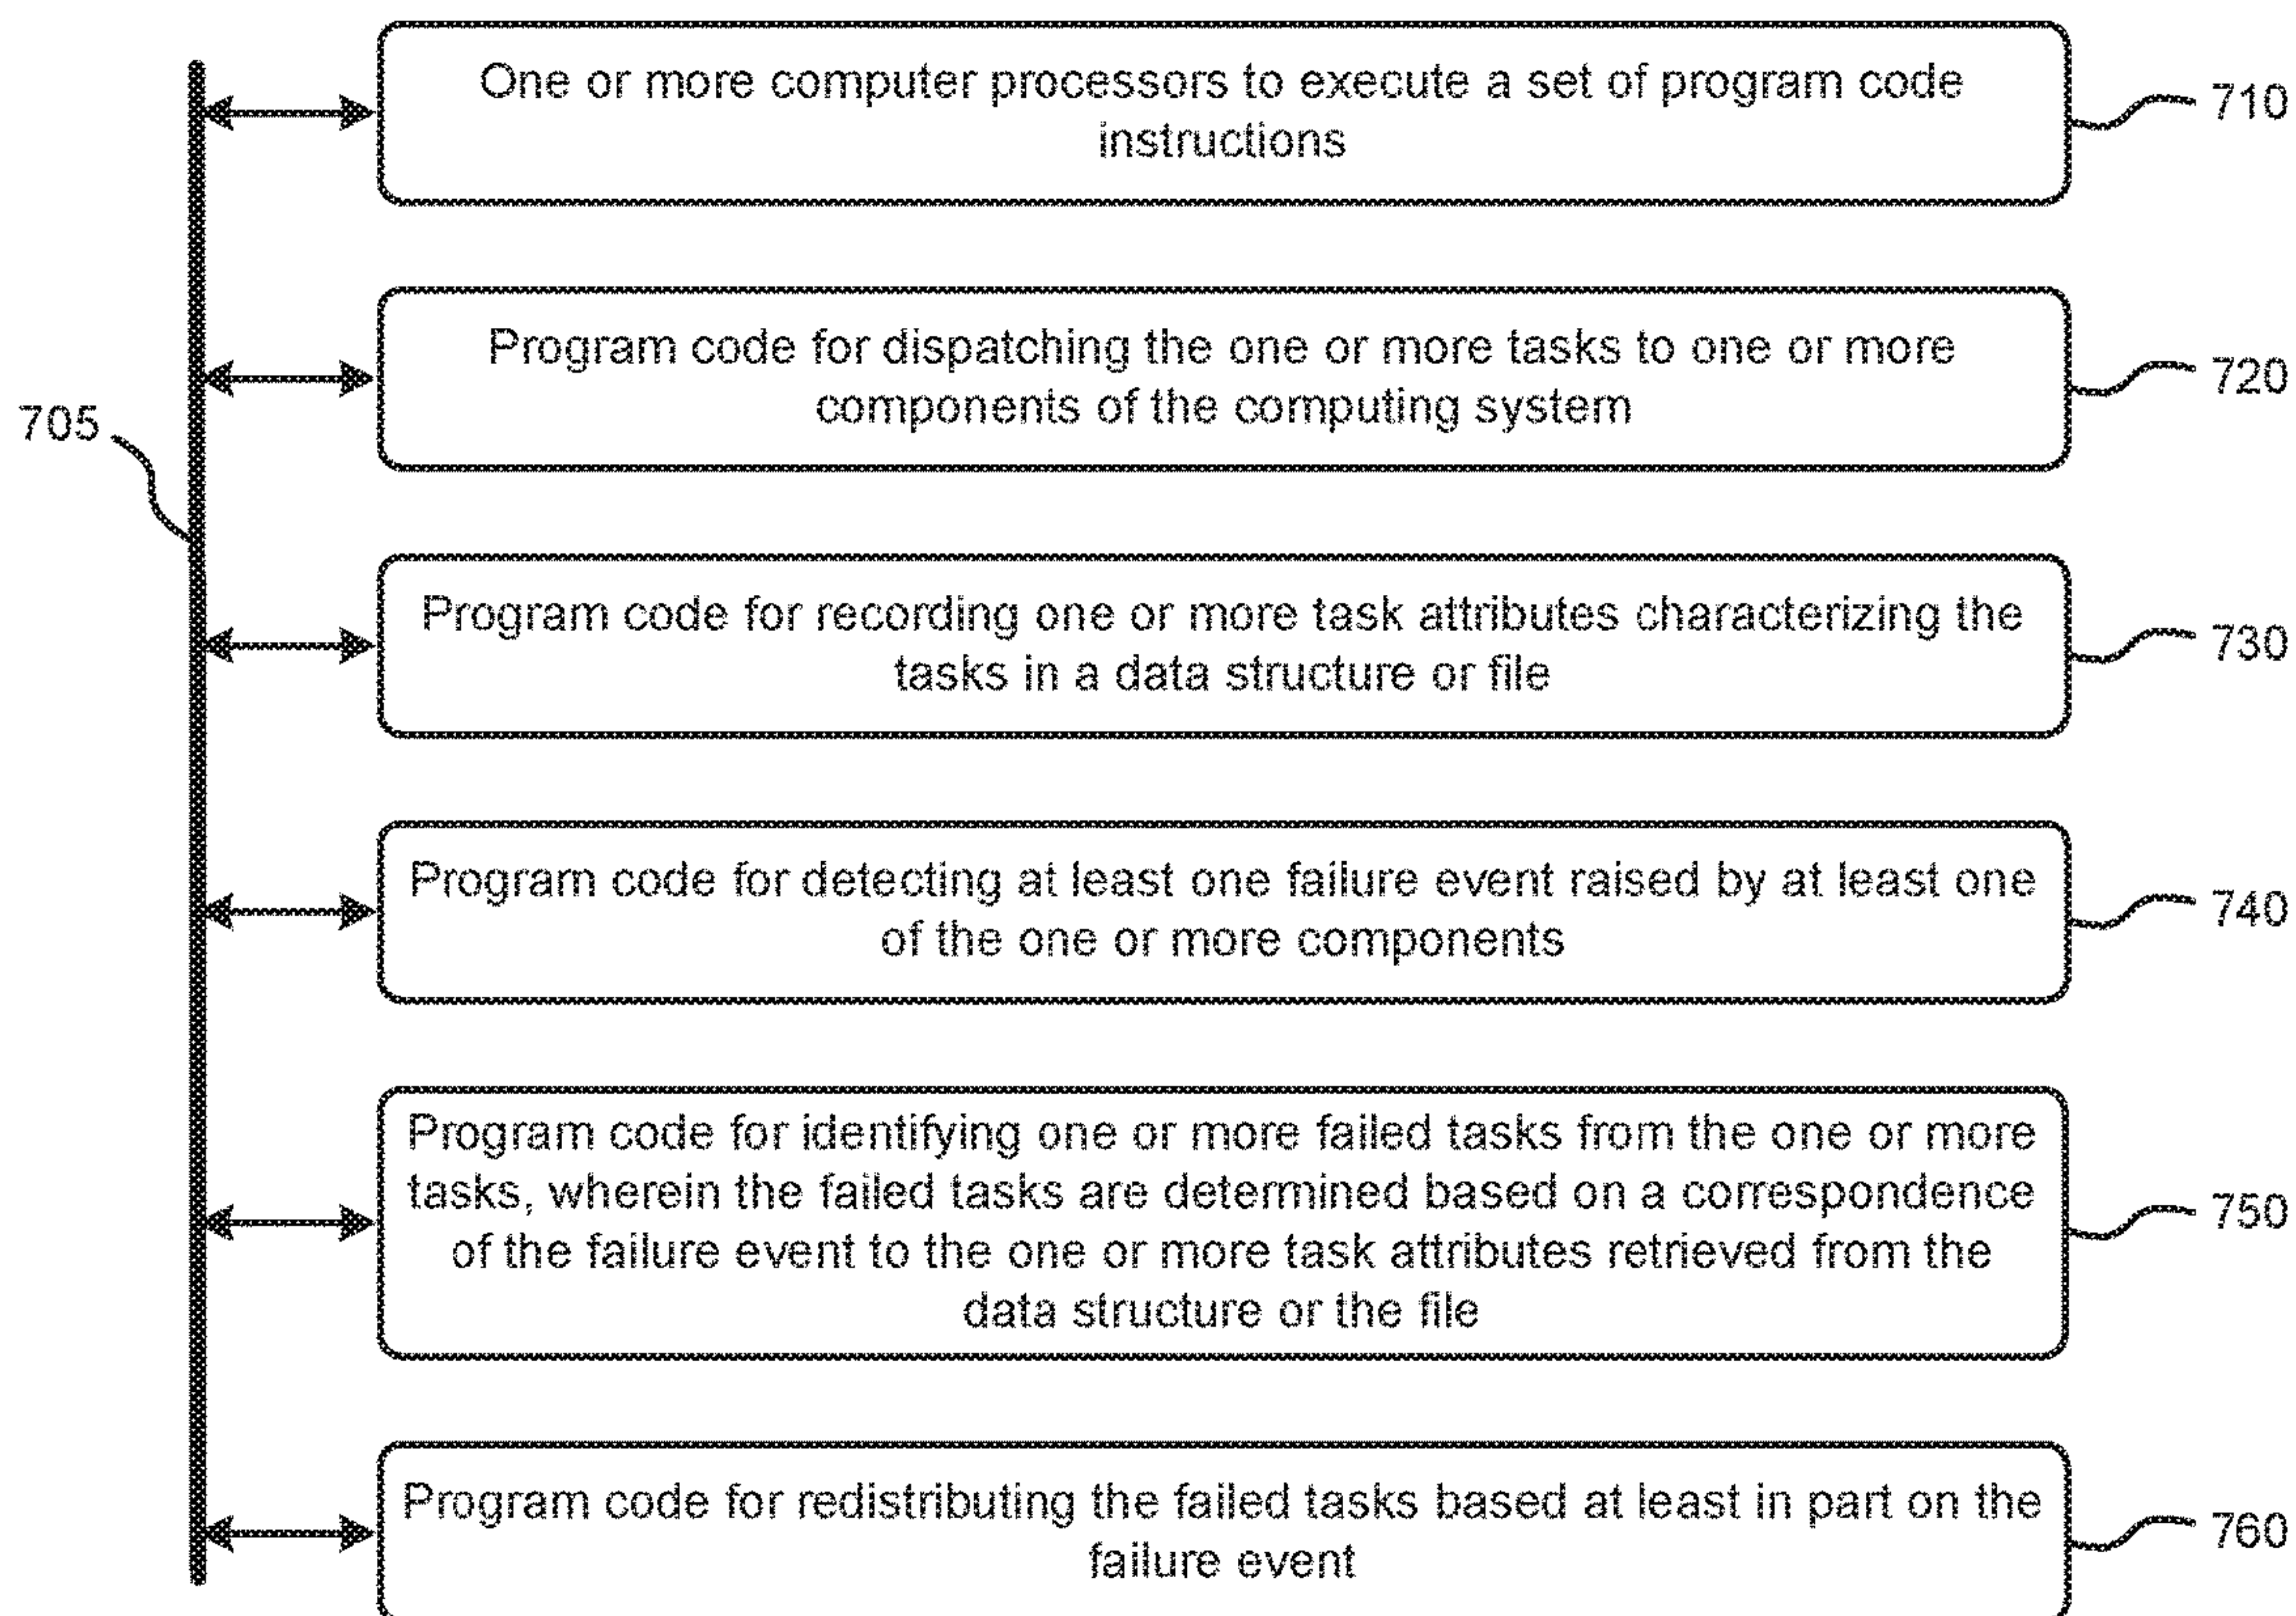 One or more computer processors to execute a set of program code
instructions
710
Program code for dispatching the one or more tasks to one or more
components of the computing system
720
705
Program code for recording one or more task attributes characterizing the
tasks in a data structure or file
730
Program code for detecting at least one failure event raised by at least one
of the one or more components
740
Program code for identifying one or more failed tasks from the one or more
tasks, wherein the failed tasks are determined based on a correspondence
of the failure event to the one or more task attributes retrieved from the
data structure or the file
750
Program code for redistributing the failed tasks based at least in part on the
failure event
760